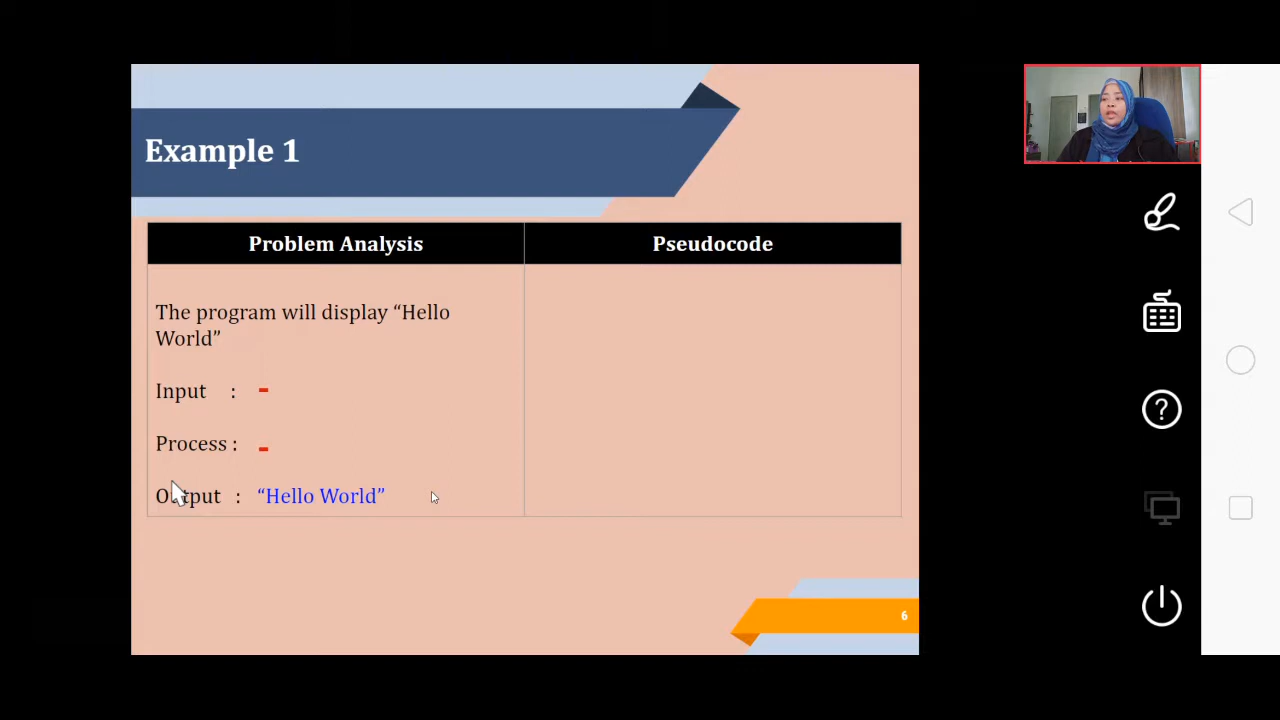 Example 1
Problem Analysis
Pseudocode
The program will display “Hello
World”
Input :
-
Process :
-
Output : “Hello World”
6